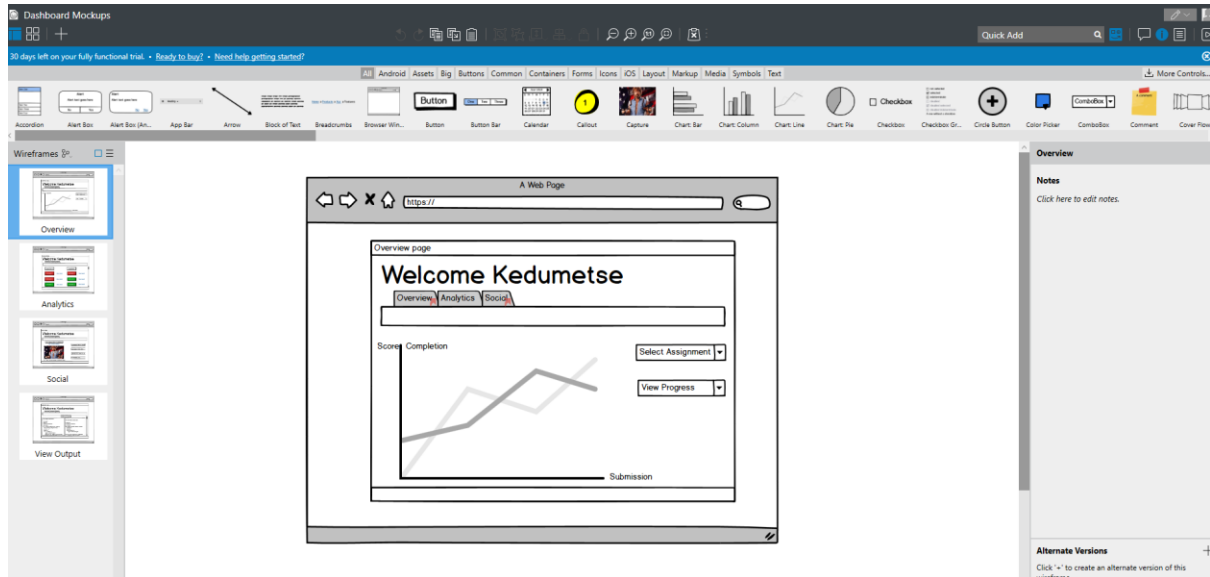 Dashboard Mockups
Quick Add
30 days left on your fully functional trial. • Ready to buy? • Need help getting started?
All Android Assets Big Buttons Common Containers Forms Icons iOS Layout Markup Media Symbols Text
More Controls...
Button
ComboBox
Checkbox
1
Accordion Alert Box Alert Box (An... App Bar Arrow Block of Text Breadcrumbs Browser Win... Button Button Bar Calendar Callout Capture Chart: Bar Chart: Column Chart: Line Chart: Pie Checkbox Checkbox Gr... Circle Button Color Picker ComboBox Comment Cover Flow
Wireframes
Overview
Analytics
Social
View Output
A Web Page
https://
Overview page
Welcome Kedumetse
Overview Analytics Social
Score Completion
Select Assignment
View Progress
Submission
Overview
Notes
Click here to edit notes.
Alternate Versions
Click '+' to create an alternate version of this
wireframe